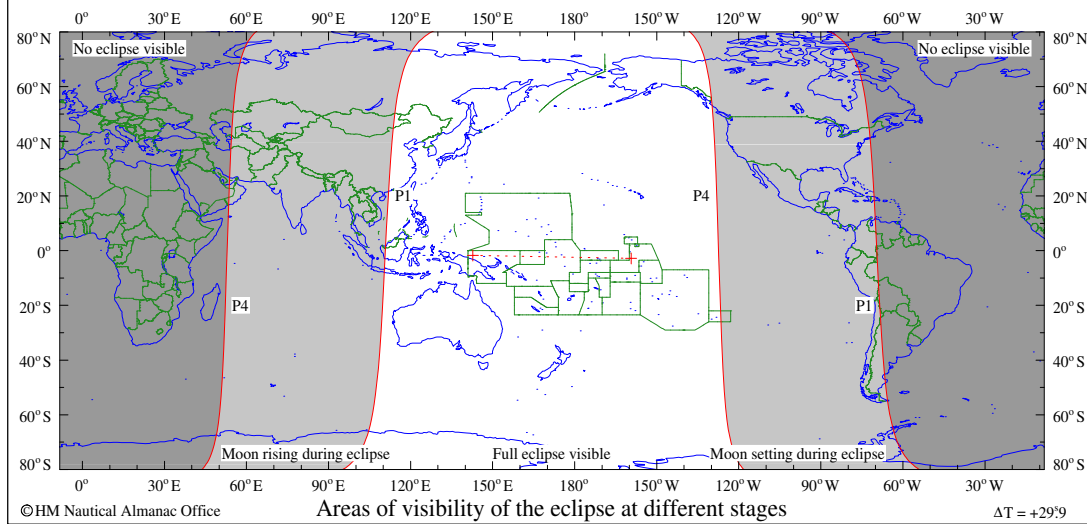 0° 30°E 60°E 90°E 120°E 150°E 180°E 150°W 120°W 90°W 60°W 30°W
80°N No eclipse visible No eclipse visible 80°N
60°N 60°N
40°N 40°N
20°N P1 P4 20°N
0° 0°
20°S P4 P1 20°S
40°S 40°S
60°S 60°S
Moon rising during eclipse Full eclipse visible Moon setting during eclipse
80°S 80°S
0° 30°E 60°E 90°E 120°E 150°E 180°E 150°W 120°W 90°W 60°W 30°W
© HM Nautical Almanac Office Areas of visibility of the eclipse at different stages ΔT = +29ˢ.9